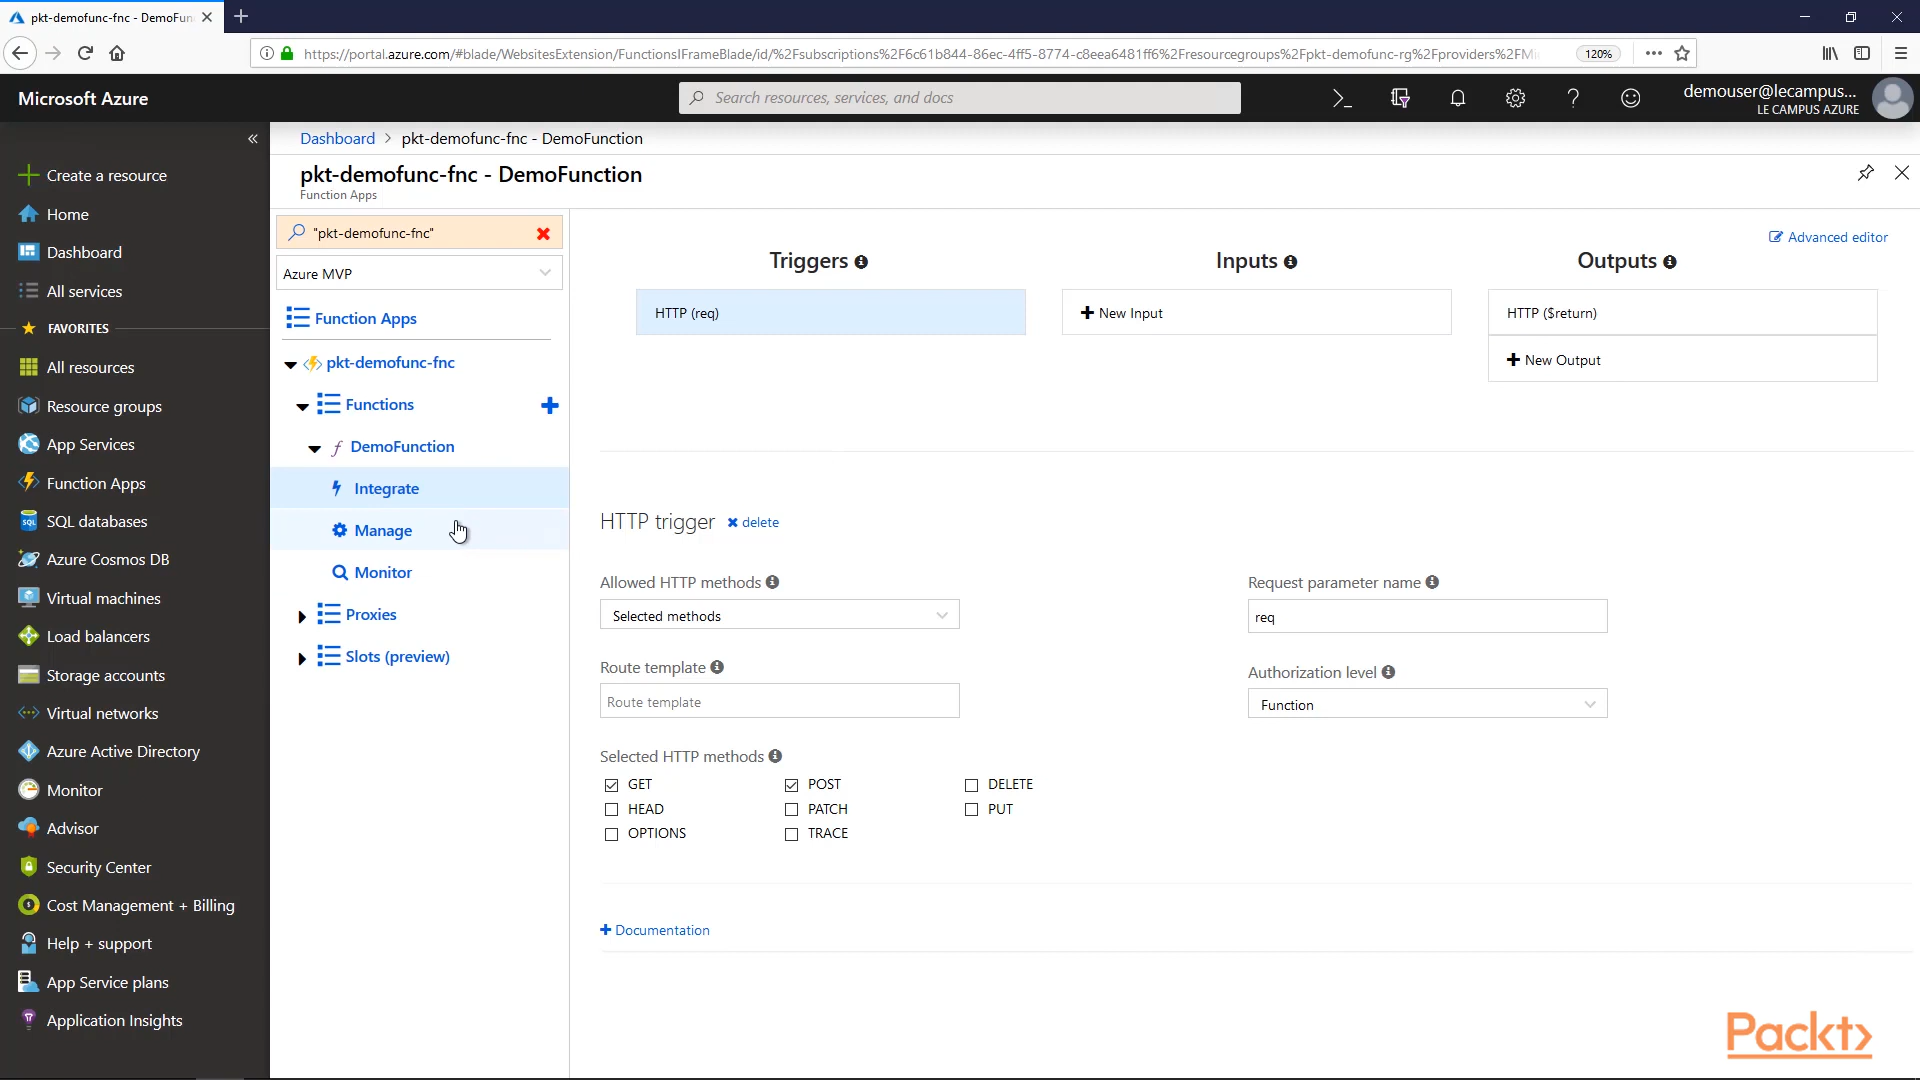 pkt-demofunc-fnc - DemoFun
https://portal.azure.com/#blade/WebsitesExtension/FunctionsIFrameBlade/id/%2Fsubscriptions%2F6c61b844-86ec-4ff5-8774-c8eea6481ff6%2Fresourcegroups%2Fpkt-demofunc-rg%2Fproviders%2FMi
120%
Microsoft Azure
Search resources, services, and docs
demouser@lecampus...
LE CAMPUS AZURE
Create a resource
Home
Dashboard
All services
FAVORITES
All resources
Resource groups
App Services
Function Apps
SQL databases
Azure Cosmos DB
Virtual machines
Load balancers
Storage accounts
Virtual networks
Azure Active Directory
Monitor
Advisor
Security Center
Cost Management + Billing
Help + support
App Service plans
Application Insights
Dashboard > pkt-demofunc-fnc - DemoFunction
pkt-demofunc-fnc - DemoFunction
Function Apps
"pkt-demofunc-fnc"
Azure MVP
Function Apps
pkt-demofunc-fnc
Functions
DemoFunction
Integrate
Manage
Monitor
Proxies
Slots (preview)
Advanced editor
Triggers
HTTP (req)
Inputs
New Input
Outputs
HTTP ($return)
New Output
HTTP trigger delete
Allowed HTTP methods
Selected methods
Request parameter name
req
Route template
Route template
Authorization level
Function
Selected HTTP methods
GET POST DELETE
HEAD PATCH PUT
OPTIONS TRACE
Documentation
Packt>